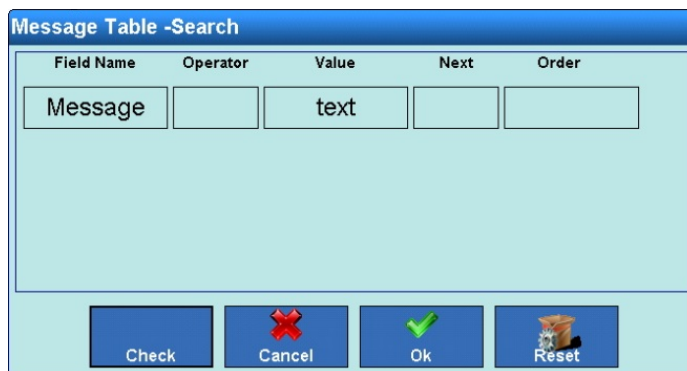 Message Table -Search
Field Name Operator Value Next Order
Message text
Check Cancel Ok Reset